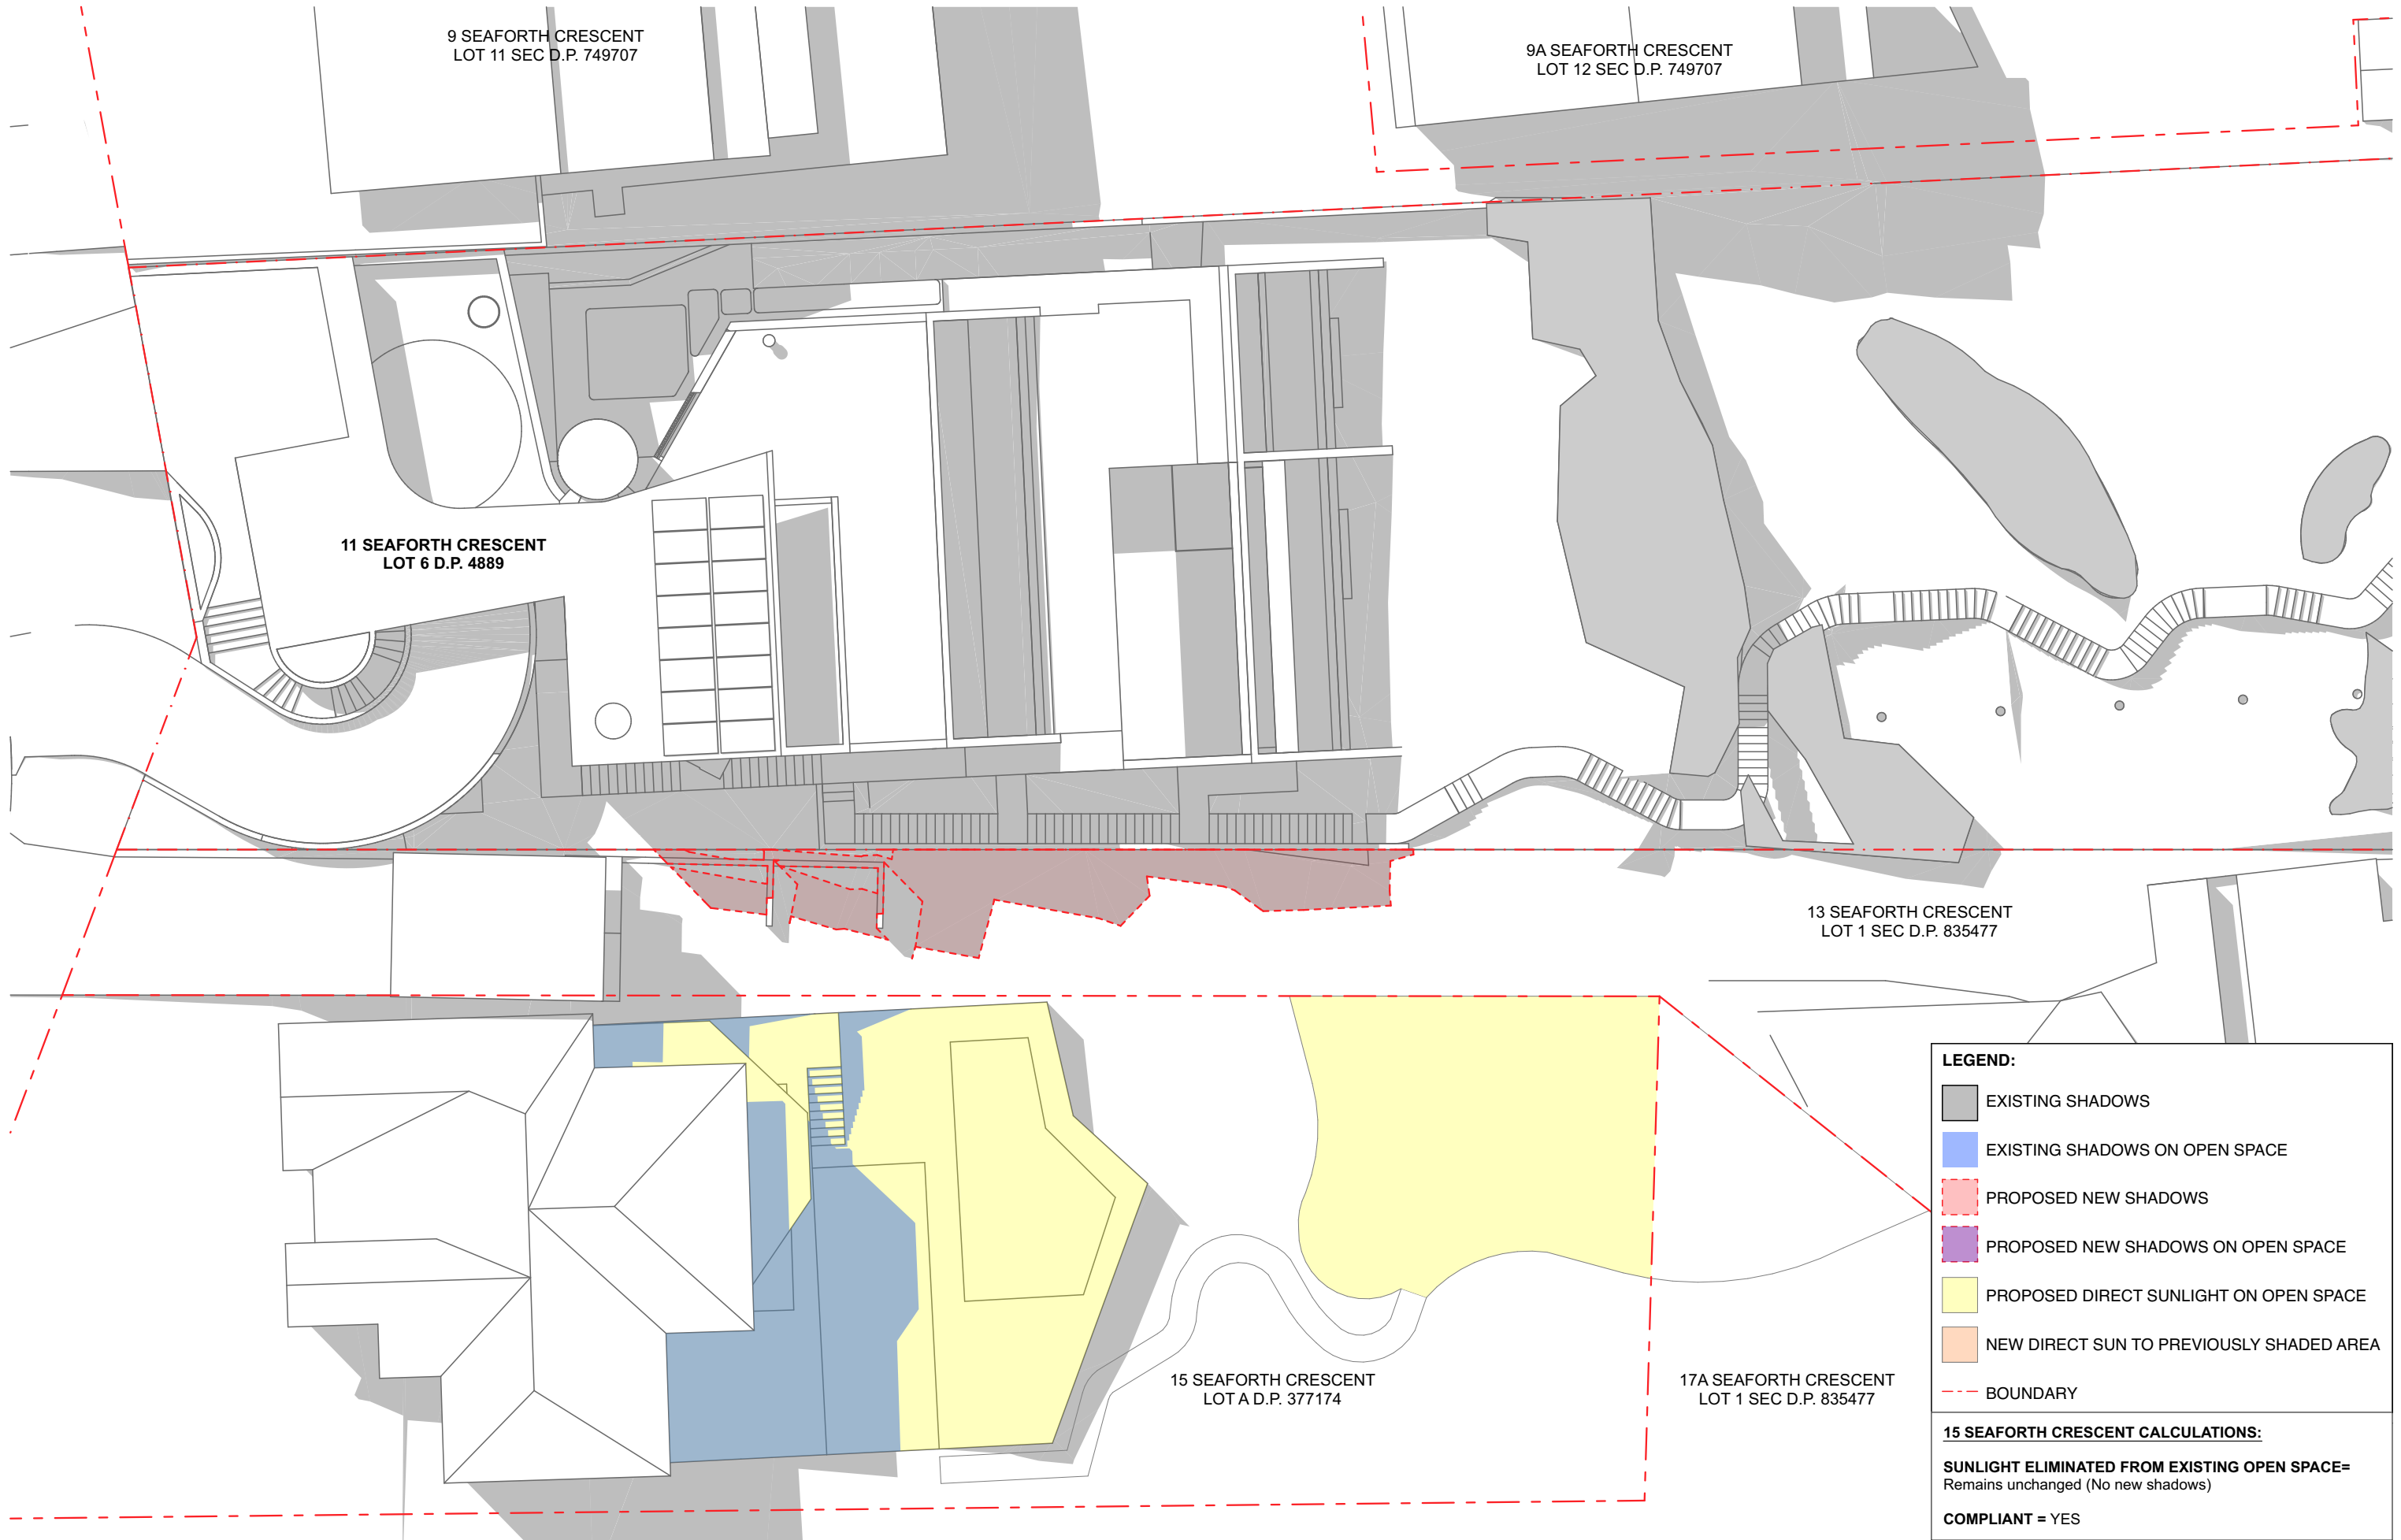 9 SEAFORTH CRESCENT
LOT 11 SEC D.P. 749707
9A SEAFORTH CRESCENT
LOT 12 SEC D.P. 749707
11 SEAFORTH CRESCENT
LOT 6 D.P. 4889
13 SEAFORTH CRESCENT
LOT 1 SEC D.P. 835477
15 SEAFORTH CRESCENT
LOT A D.P. 377174
17A SEAFORTH CRESCENT
LOT 1 SEC D.P. 835477
LEGEND:
EXISTING SHADOWS
EXISTING SHADOWS ON OPEN SPACE
PROPOSED NEW SHADOWS
PROPOSED NEW SHADOWS ON OPEN SPACE
PROPOSED DIRECT SUNLIGHT ON OPEN SPACE
NEW DIRECT SUN TO PREVIOUSLY SHADED AREA
BOUNDARY
15 SEAFORTH CRESCENT CALCULATIONS:
SUNLIGHT ELIMINATED FROM EXISTING OPEN SPACE=
Remains unchanged (No new shadows)
COMPLIANT = YES